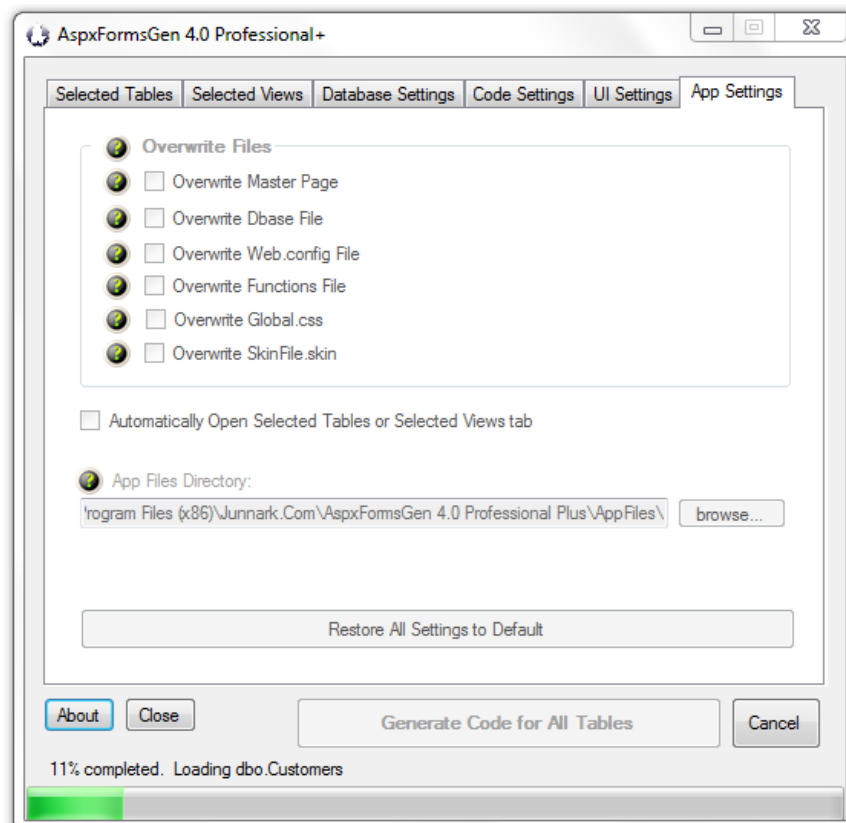 AspxFormsGen 4.0 Professional+
Selected Tables Selected Views Database Settings Code Settings UI Settings App Settings
Overwrite Files
Overwrite Master Page
Overwrite Dbase File
Overwrite Web.config File
Overwrite Functions File
Overwrite Global.css
Overwrite SkinFile.skin
Automatically Open Selected Tables or Selected Views tab
App Files Directory:
rogram Files (x86)\Junnark.Com\AspxFormsGen 4.0 Professional Plus\AppFiles\ browse...
Restore All Settings to Default
About Close Generate Code for All Tables Cancel
11% completed. Loading dbo.Customers